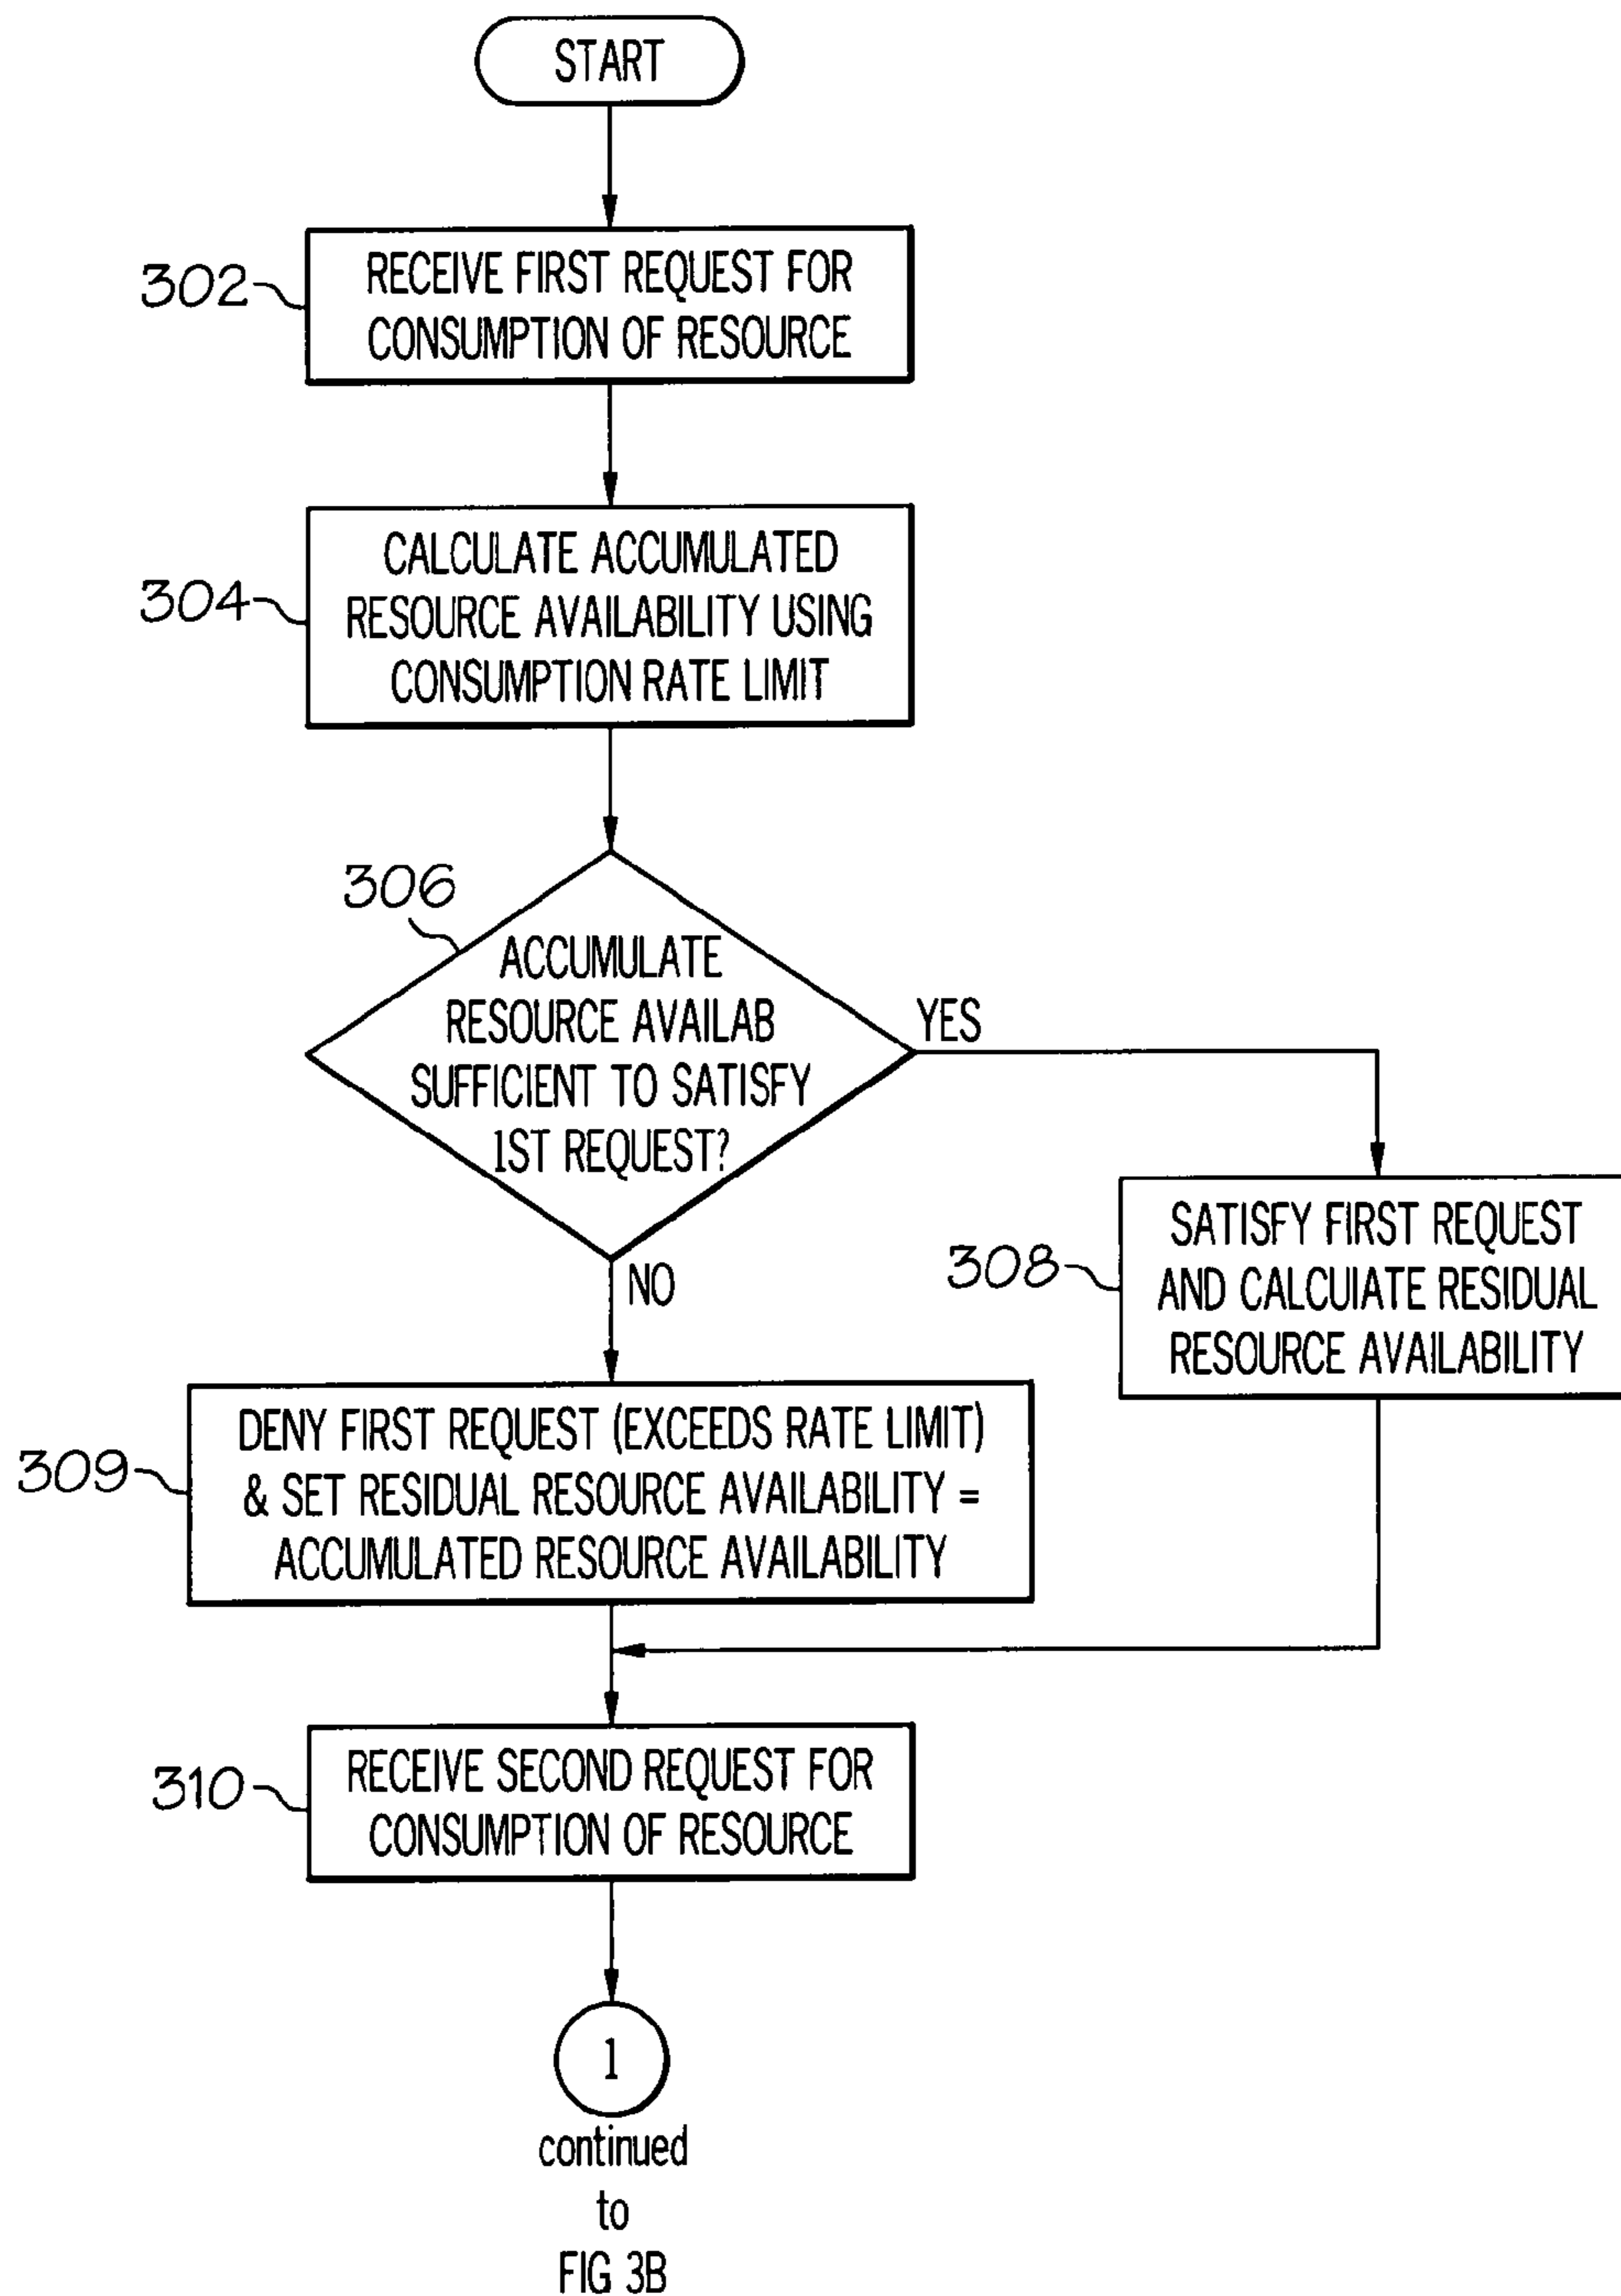 START
302
RECEIVE FIRST REQUEST FOR
CONSUMPTION OF RESOURCE
304
CALCULATE ACCUMULATED
RESOURCE AVAILABILITY USING
CONSUMPTION RATE LIMIT
306
ACCUMULATE
RESOURCE AVAILAB
SUFFICIENT TO SATISFY
1ST REQUEST?
YES
NO
308
SATISFY FIRST REQUEST
AND CALCUIATE RESIDUAL
RESOURCE AVAILABILITY
309
DENY FIRST REQUEST (EXCEEDS RATE LIMIT)
& SET RESIDUAL RESOURCE AVAILABILITY =
ACCUMULATED RESOURCE AVAILABILITY
310
RECEIVE SECOND REQUEST FOR
CONSUMPTION OF RESOURCE
1
continued
to
FIG 3B